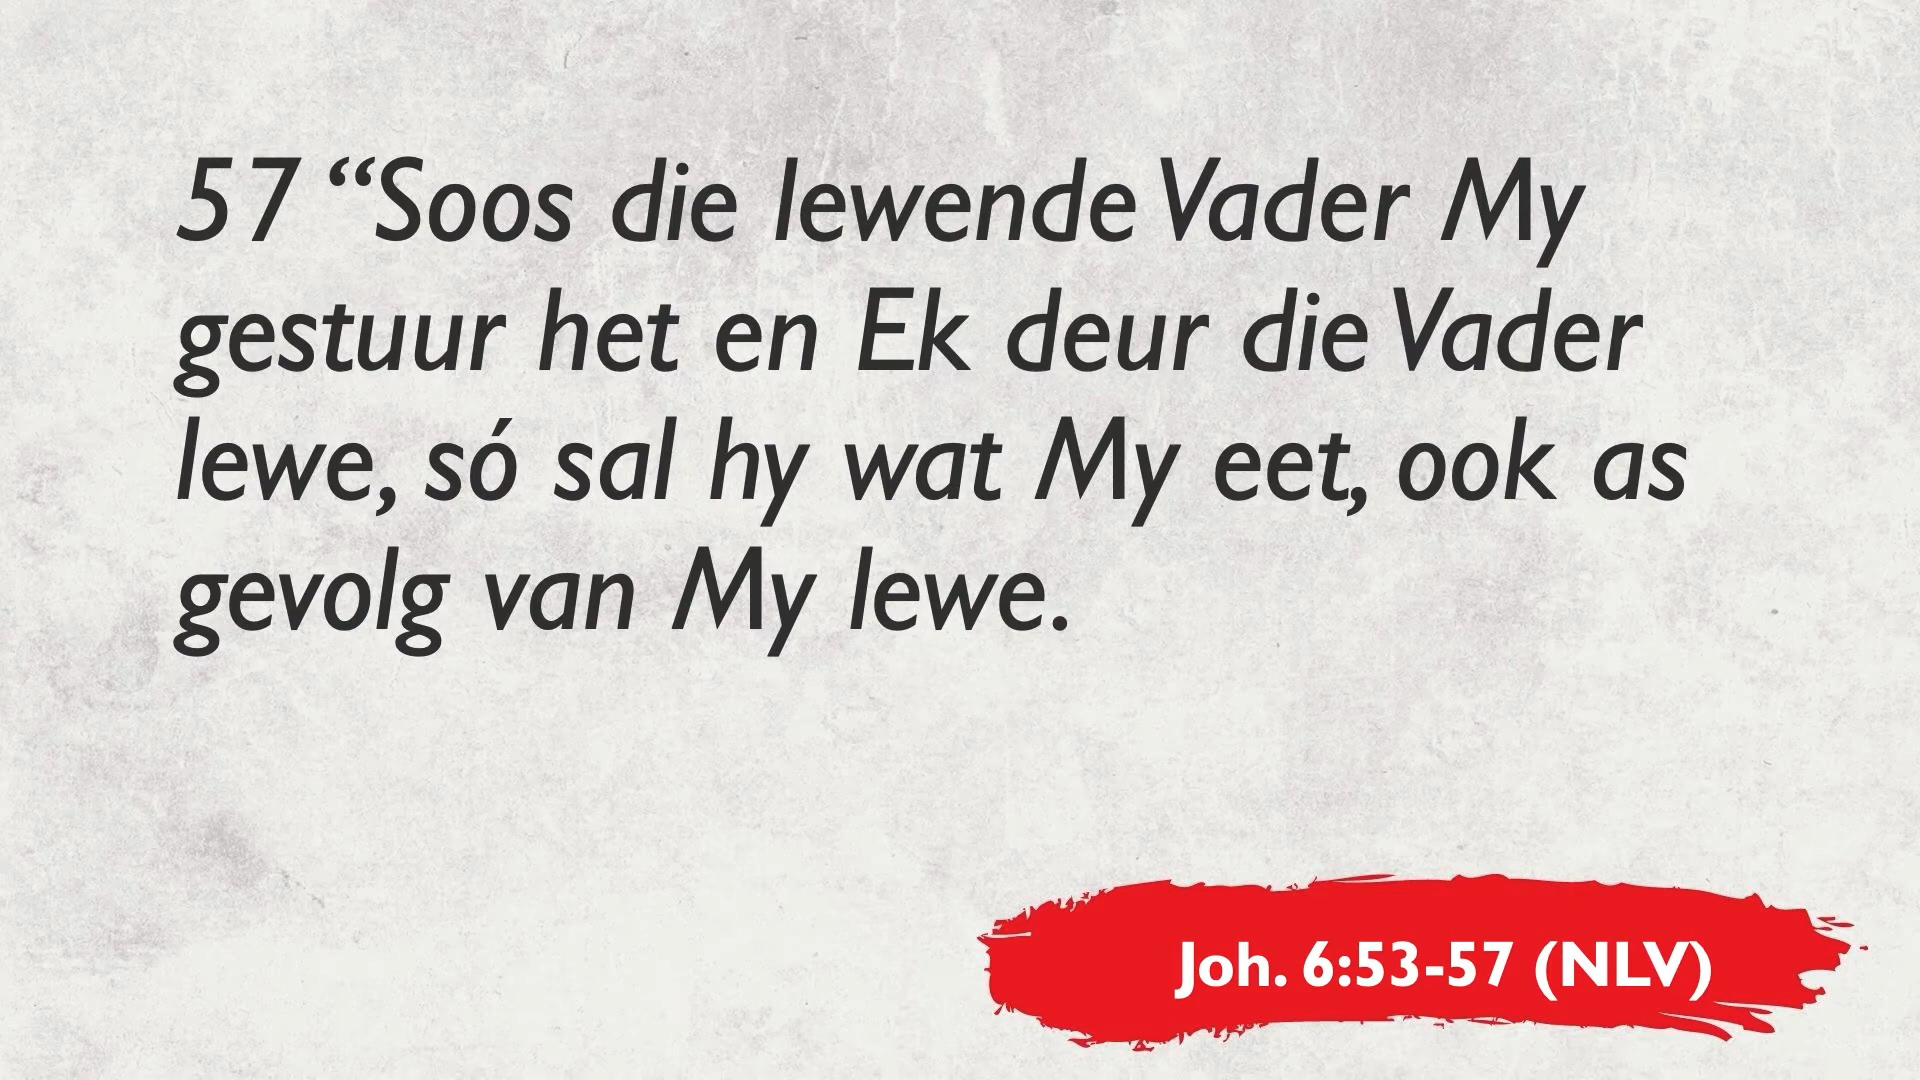 57 “Soos die lewende Vader My
gestuur het en Ek deur die Vader
lewe, só sal hy wat My eet, ook as
gevolg van My lewe.
Joh. 6:53-57 (NLV)